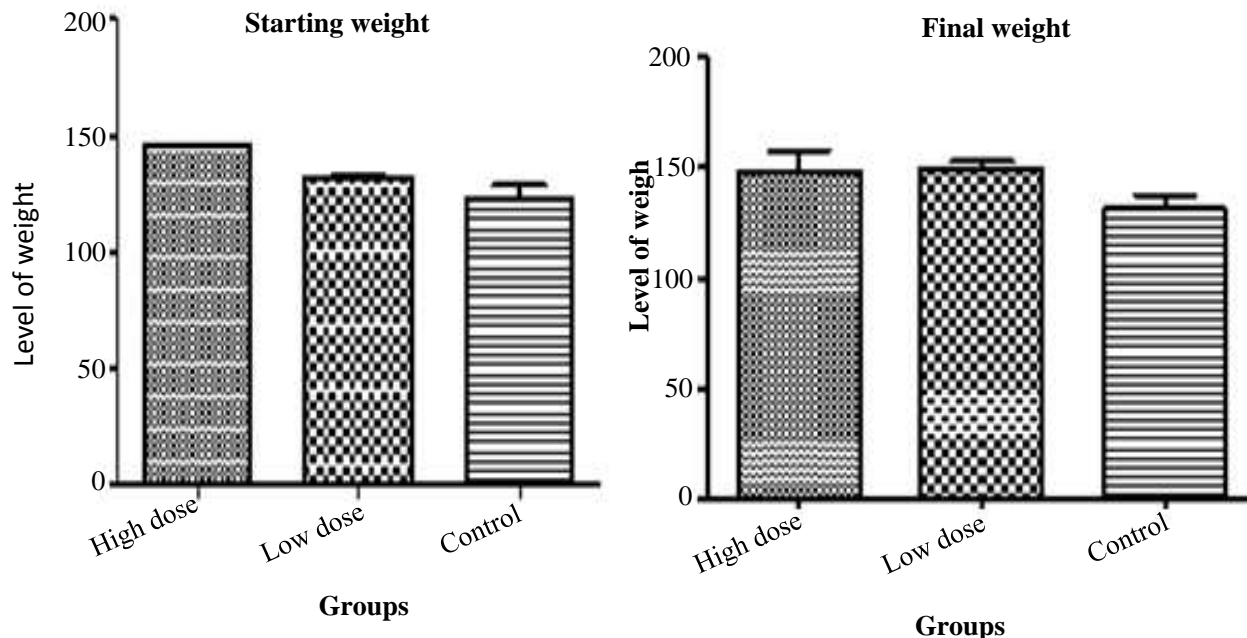 Starting weight
200
150
100
50
0
Level of weight
High dose
Low dose
Control
Groups
Final weight
200
150
100
50
0
Level of weigh
High dose
Low dose
Control
Groups